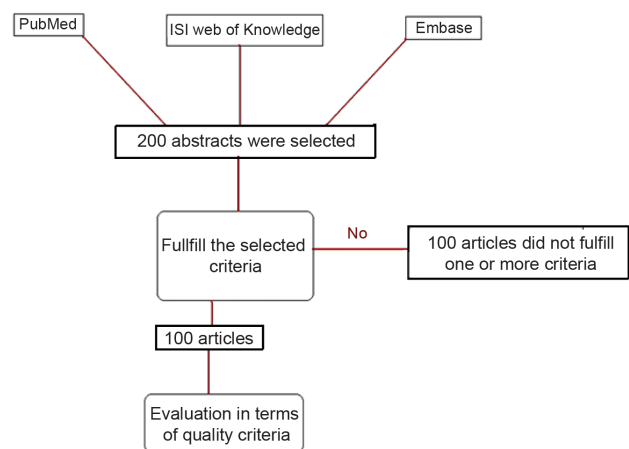 PubMed
ISI web of Knowledge
Embase
200 abstracts were selected
Fullfill the selected
criteria
No
100 articles did not fulfill
one or more criteria
100 articles
Evaluation in terms
of quality criteria